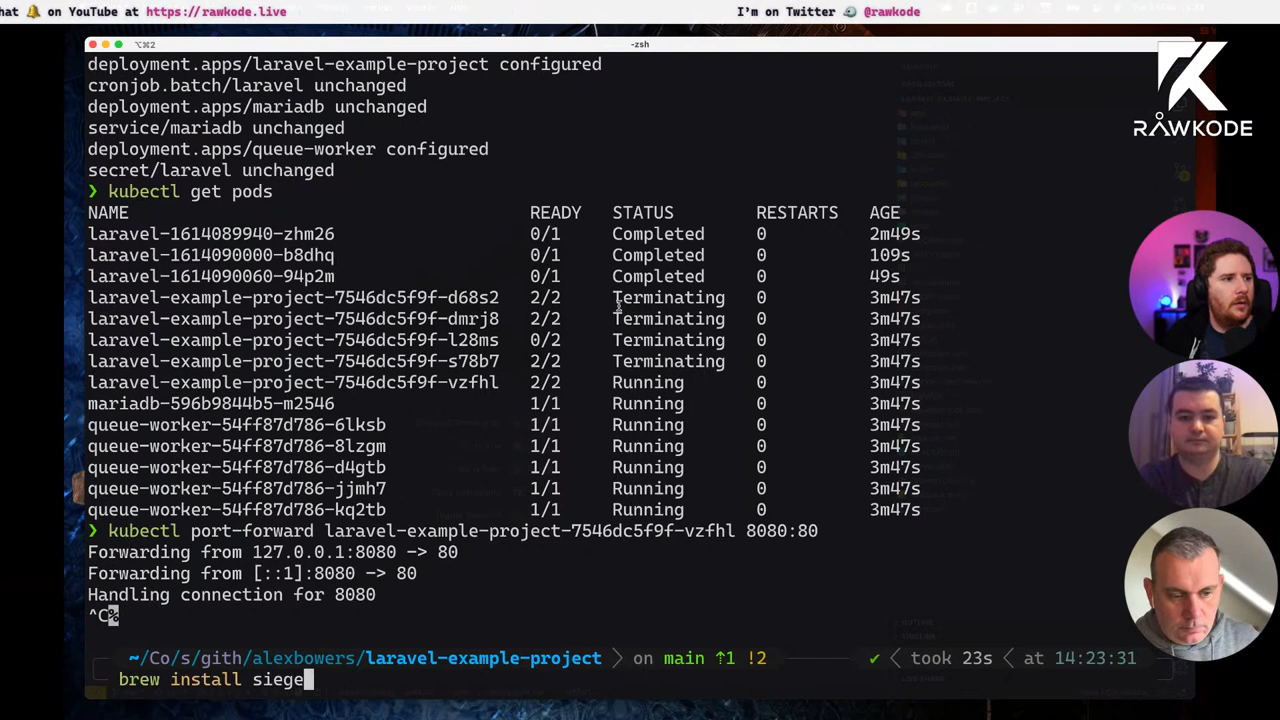 hat 🔔 on YouTube at https://rawkode.live
I'm on Twitter @rawkode
⌥⌘2
-zsh
RAWKODE
deployment.apps/laravel-example-project configured
cronjob.batch/laravel unchanged
deployment.apps/mariadb unchanged
service/mariadb unchanged
deployment.apps/queue-worker configured
secret/laravel unchanged
❯ kubectl get pods
NAME READY STATUS RESTARTS AGE
laravel-1614089940-zhm26 0/1 Completed 0 2m49s
laravel-1614090000-b8dhq 0/1 Completed 0 109s
laravel-1614090060-94p2m 0/1 Completed 0 49s
laravel-example-project-7546dc5f9f-d68s2 2/2 Terminating 0 3m47s
laravel-example-project-7546dc5f9f-dmrj8 2/2 Terminating 0 3m47s
laravel-example-project-7546dc5f9f-l28ms 0/2 Terminating 0 3m47s
laravel-example-project-7546dc5f9f-s78b7 2/2 Terminating 0 3m47s
laravel-example-project-7546dc5f9f-vzfhl 2/2 Running 0 3m47s
mariadb-596b9844b5-m2546 1/1 Running 0 3m47s
queue-worker-54ff87d786-6lksb 1/1 Running 0 3m47s
queue-worker-54ff87d786-8lzgm 1/1 Running 0 3m47s
queue-worker-54ff87d786-d4gtb 1/1 Running 0 3m47s
queue-worker-54ff87d786-jjmh7 1/1 Running 0 3m47s
queue-worker-54ff87d786-kq2tb 1/1 Running 0 3m47s
❯ kubectl port-forward laravel-example-project-7546dc5f9f-vzfhl 8080:80
Forwarding from 127.0.0.1:8080 -> 80
Forwarding from [::1]:8080 -> 80
Handling connection for 8080
^C%
~/Co/s/gith/alexbowers/laravel-example-project on main ⇡1 !2 ✔ took 23s at 14:23:31
brew install siege